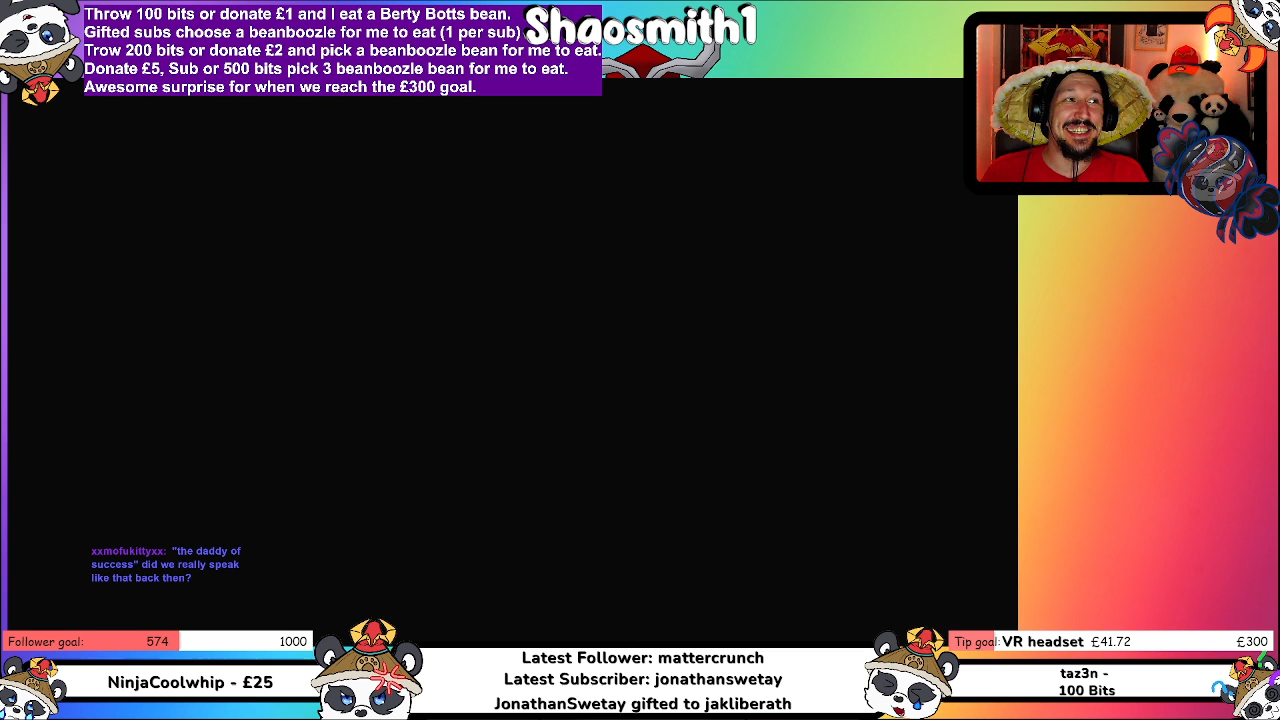 Throw 100 bits or donate £1 and I eat a Berty Botts bean.
Gifted subs choose a beanboozle for me to eat (1 per sub)
Trow 200 bits or donate £2 and pick a beanboozle bean for me to eat.
Donate £5, Sub or 500 bits pick 3 beanboozle bean for me to eat.
Awesome surprise for when we reach the £300 goal.
Shaosmith1
xxmofukittyxx: "the daddy of
success" did we really speak
like that back then?
Follower goal: 574 1000
Tip goal: VR headset £41.72 £300
NinjaCoolwhip - £25
Latest Follower: mattercrunch
Latest Subscriber: jonathanswetay
JonathanSwetay gifted to jakliberath
taz3n -
100 Bits